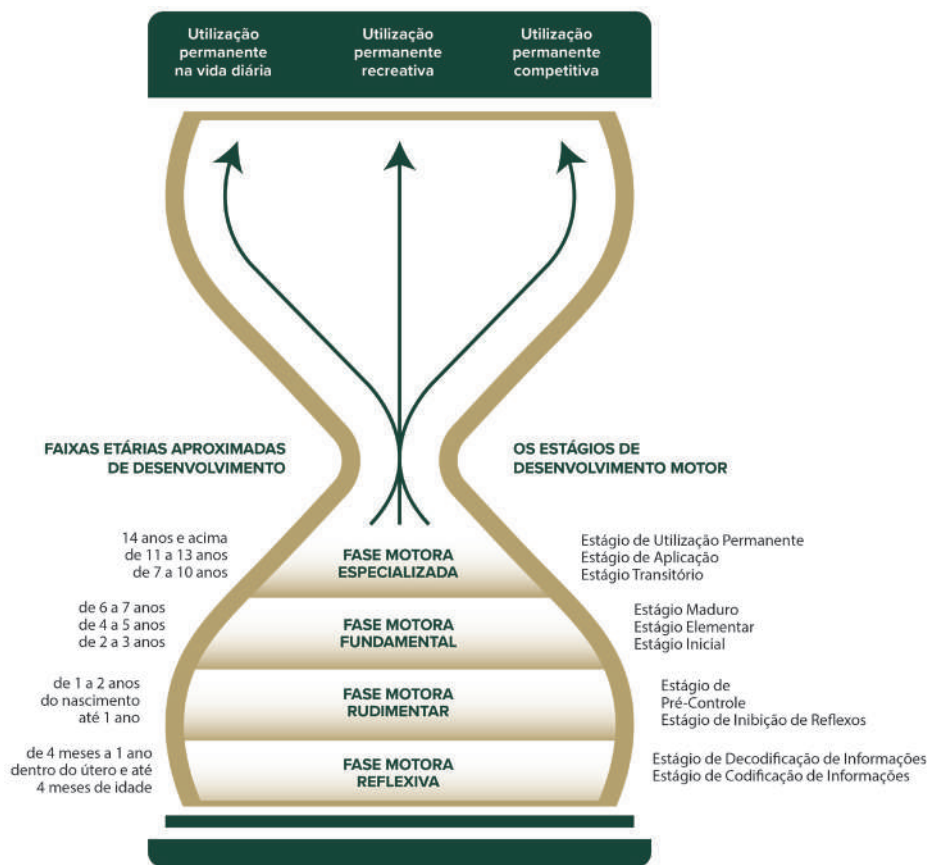 Utilização
permanente
na vida diária
Utilização
permanente
recreativa
Utilização
permanente
competitiva
FAIXAS ETÁRIAS APROXIMADAS
DE DESENVOLVIMENTO
OS ESTÁGIOS DE
DESENVOLVIMENTO MOTOR
14 anos e acima
de 11 a 13 anos
de 7 a 10 anos
FASE MOTORA
ESPECIALIZADA
Estágio de Utilização Permanente
Estágio de Aplicação
Estágio Transitório
de 6 a 7 anos
de 4 a 5 anos
de 2 a 3 anos
FASE MOTORA
FUNDAMENTAL
Estágio Maduro
Estágio Elementar
Estágio Inicial
de 1 a 2 anos
do nascimento
até 1 ano
FASE MOTORA
RUDIMENTAR
Estágio de
Pré-Controle
Estágio de Inibição de Reflexos
de 4 meses a 1 ano
dentro do útero e até
4 meses de idade
FASE MOTORA
REFLEXIVA
Estágio de Decodificação de Informações
Estágio de Codificação de Informações